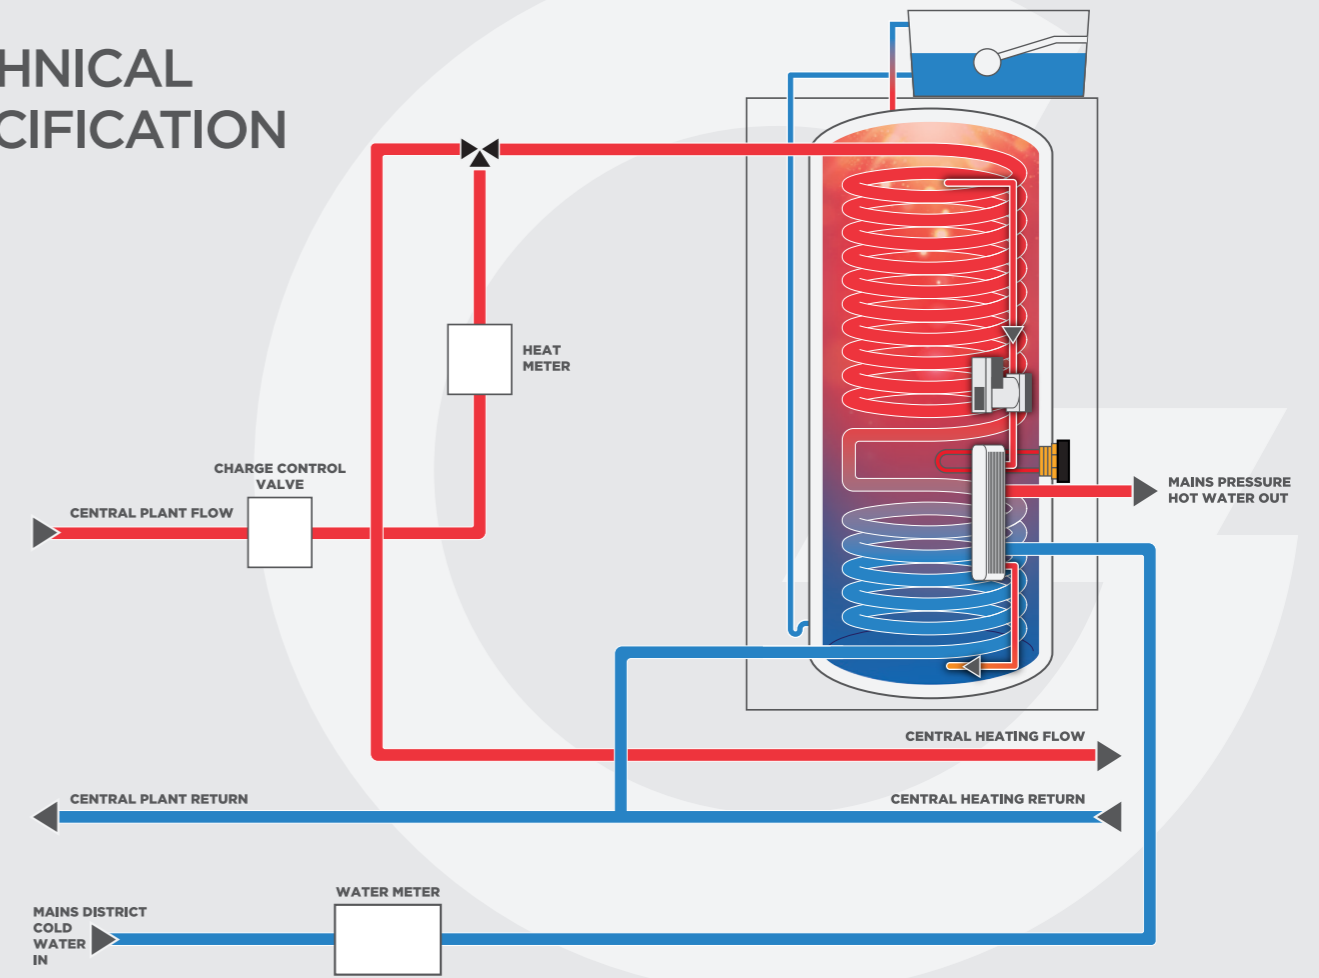 HNICAL
CIFICATION
HEAT
METER
CHARGE CONTROL
VALVE
CENTRAL PLANT FLOW
MAINS PRESSURE
HOT WATER OUT
CENTRAL HEATING FLOW
CENTRAL PLANT RETURN
CENTRAL HEATING RETURN
WATER METER
MAINS DISTRICT
COLD
WATER
IN